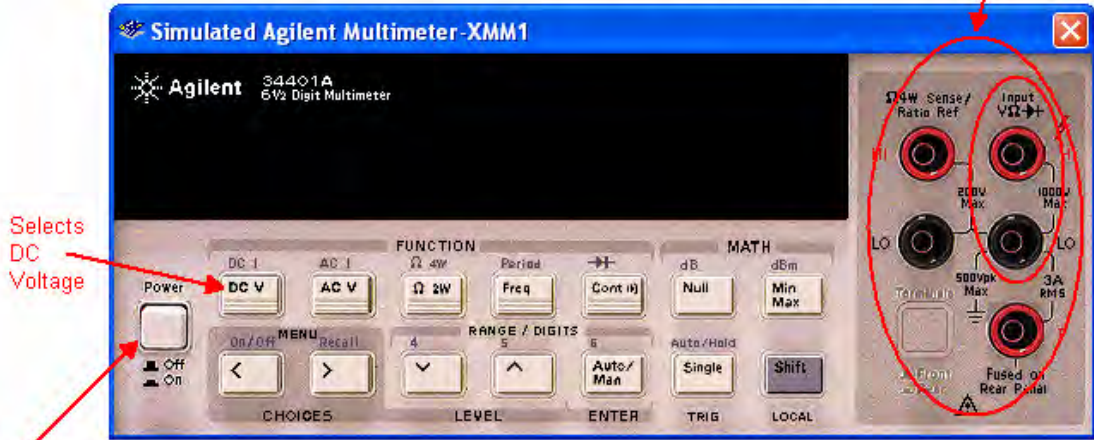 Simulated Agilent Multimeter-XMM1
Agilent 34401A
6½ Digit Multimeter
Ω4W Sense/
Ratio Ref
Input
VΩ
HI
200V
Max
1000V
Max
LO
LO
500Vpk
Max
3A
RMS
Fused on
Rear Panel
Selects
DC
Voltage
FUNCTION
MATH
DC I
AC I
Ω 4W
Period
dB
dBm
Power
DC V
AC V
Ω 2W
Freq
Cont
Null
Min
Max
MENU
RANGE / DIGITS
On/Off
Recall
4
5
6
Auto/Hold
Off
On
<
>
Auto/
Man
Single
Shift
CHOICES
LEVEL
ENTER
TRIG
LOCAL